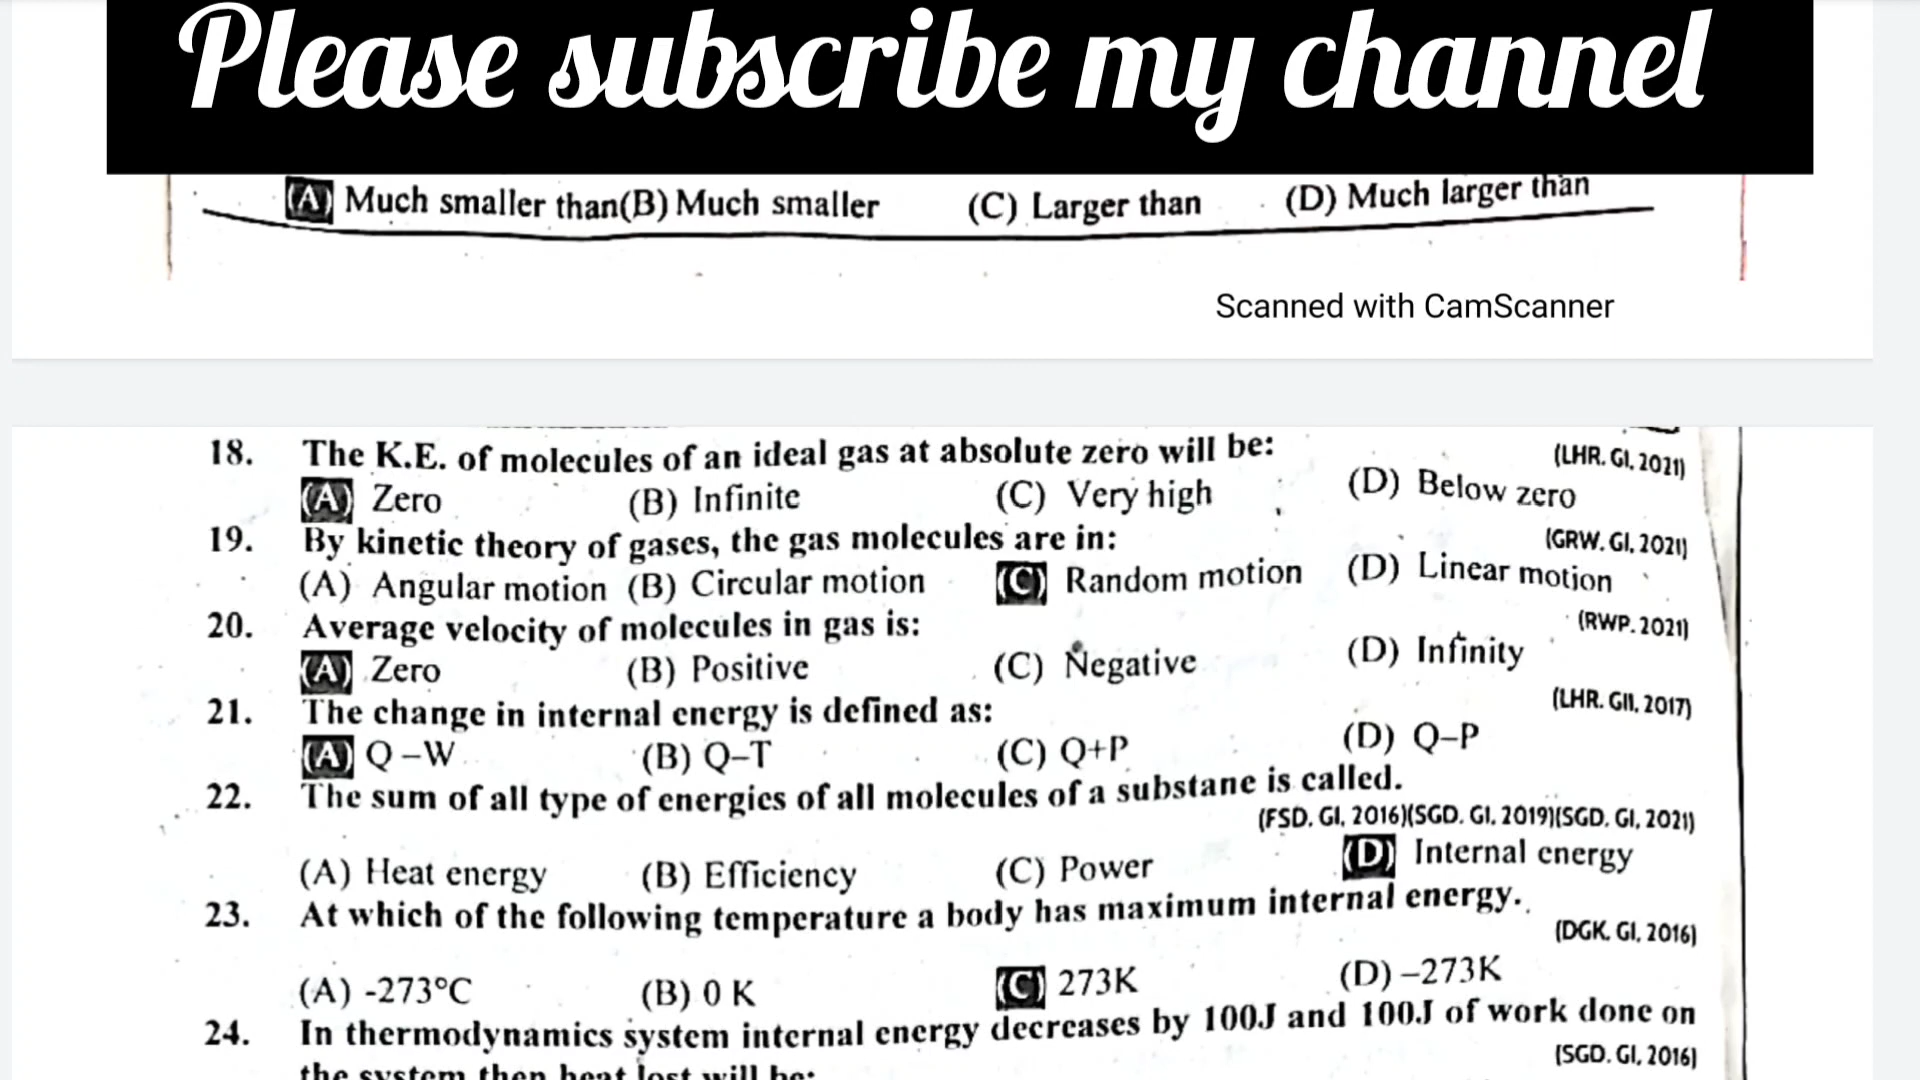 Please subscribe my channel
(A) Much smaller than(B) Much smaller (C) Larger than (D) Much larger than
Scanned with CamScanner
18. The K.E. of molecules of an ideal gas at absolute zero will be: (LHR. GI, 2021)
(A) Zero (B) Infinite (C) Very high (D) Below zero
19. By kinetic theory of gases, the gas molecules are in: (GRW. GI, 2021)
(A) Angular motion (B) Circular motion (C) Random motion (D) Linear motion
20. Average velocity of molecules in gas is: (RWP. 2021)
(A) Zero (B) Positive (C) Negative (D) Infinity
21. The change in internal energy is defined as: (LHR. GII, 2017)
(A) Q –W (B) Q–T (C) Q+P (D) Q–P
22. The sum of all type of energies of all molecules of a substane is called.
(FSD. GI, 2016)(SGD. GI, 2019)(SGD. GI, 2021)
(A) Heat energy (B) Efficiency (C) Power (D) Internal energy
23. At which of the following temperature a body has maximum internal energy.
(DGK. GI, 2016)
(A) -273°C (B) 0 K (C) 273K (D) –273K
24. In thermodynamics system internal energy decreases by 100J and 100J of work done on
the system then heat lost will be: (SGD. GI, 2016)